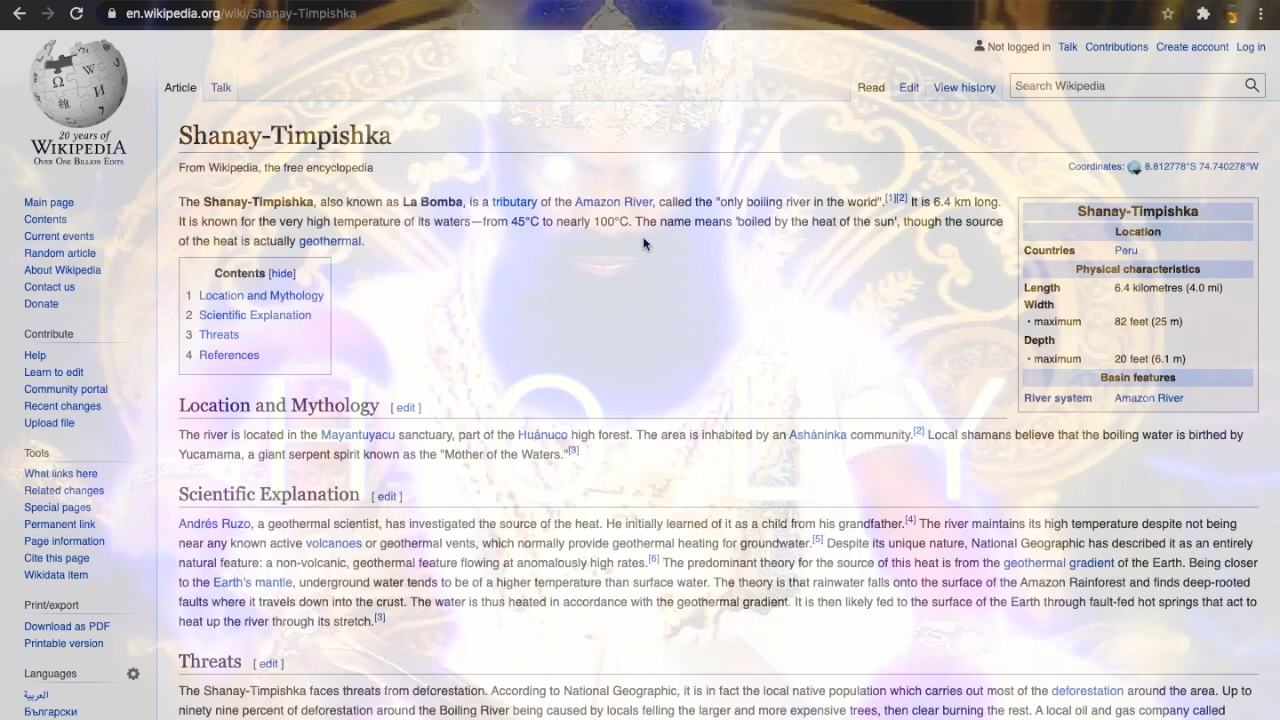 en.wikipedia.org/wiki/Shanay-Timpishka
Not logged in Talk Contributions Create account Log in
Article Talk Read Edit View history Search Wikipedia
20 years of
WIKIPEDIA
OVER ONE BILLION EDITS
Shanay-Timpishka
From Wikipedia, the free encyclopedia
Coordinates: 8.812778°S 74.740278°W
The Shanay-Timpishka, also known as La Bomba, is a tributary of the Amazon River, called the "only boiling river in the world".[1][2] It is 6.4 km long.
It is known for the very high temperature of its waters—from 45°C to nearly 100°C. The name means 'boiled by the heat of the sun', though the source
of the heat is actually geothermal.
Shanay-Timpishka
Location
Countries Peru
Physical characteristics
Length 6.4 kilometres (4.0 mi)
Width
• maximum 82 feet (25 m)
Depth
• maximum 20 feet (6.1 m)
Basin features
River system Amazon River
Contents [hide]
1 Location and Mythology
2 Scientific Explanation
3 Threats
4 References
HOLY
Location and Mythology [ edit ]
The river is located in the Mayantuyacu sanctuary, part of the Huánuco high forest. The area is inhabited by an Asháninka community.[2] Local shamans believe that the boiling water is birthed by
Yucamama, a giant serpent spirit known as the "Mother of the Waters."[3]
Scientific Explanation [ edit ]
Andrés Ruzo, a geothermal scientist, has investigated the source of the heat. He initially learned of it as a child from his grandfather.[4] The river maintains its high temperature despite not being
near any known active volcanoes or geothermal vents, which normally provide geothermal heating for groundwater.[5] Despite its unique nature, National Geographic has described it as an entirely
natural feature: a non-volcanic, geothermal feature flowing at anomalously high rates.[6] The predominant theory for the source of this heat is from the geothermal gradient of the Earth. Being closer
to the Earth's mantle, underground water tends to be of a higher temperature than surface water. The theory is that rainwater falls onto the surface of the Amazon Rainforest and finds deep-rooted
faults where it travels down into the crust. The water is thus heated in accordance with the geothermal gradient. It is then likely fed to the surface of the Earth through fault-fed hot springs that act to
heat up the river through its stretch.[3]
Threats [ edit ]
The Shanay-Timpishka faces threats from deforestation. According to National Geographic, it is in fact the local native population which carries out most of the deforestation around the area. Up to
ninety nine percent of deforestation around the Boiling River being caused by locals felling the larger and more expensive trees, then clear burning the rest. A local oil and gas company called
Main page
Contents
Current events
Random article
About Wikipedia
Contact us
Donate
Contribute
Help
Learn to edit
Community portal
Recent changes
Upload file
Tools
What links here
Related changes
Special pages
Permanent link
Page information
Cite this page
Wikidata item
Print/export
Download as PDF
Printable version
Languages
العربية
Български